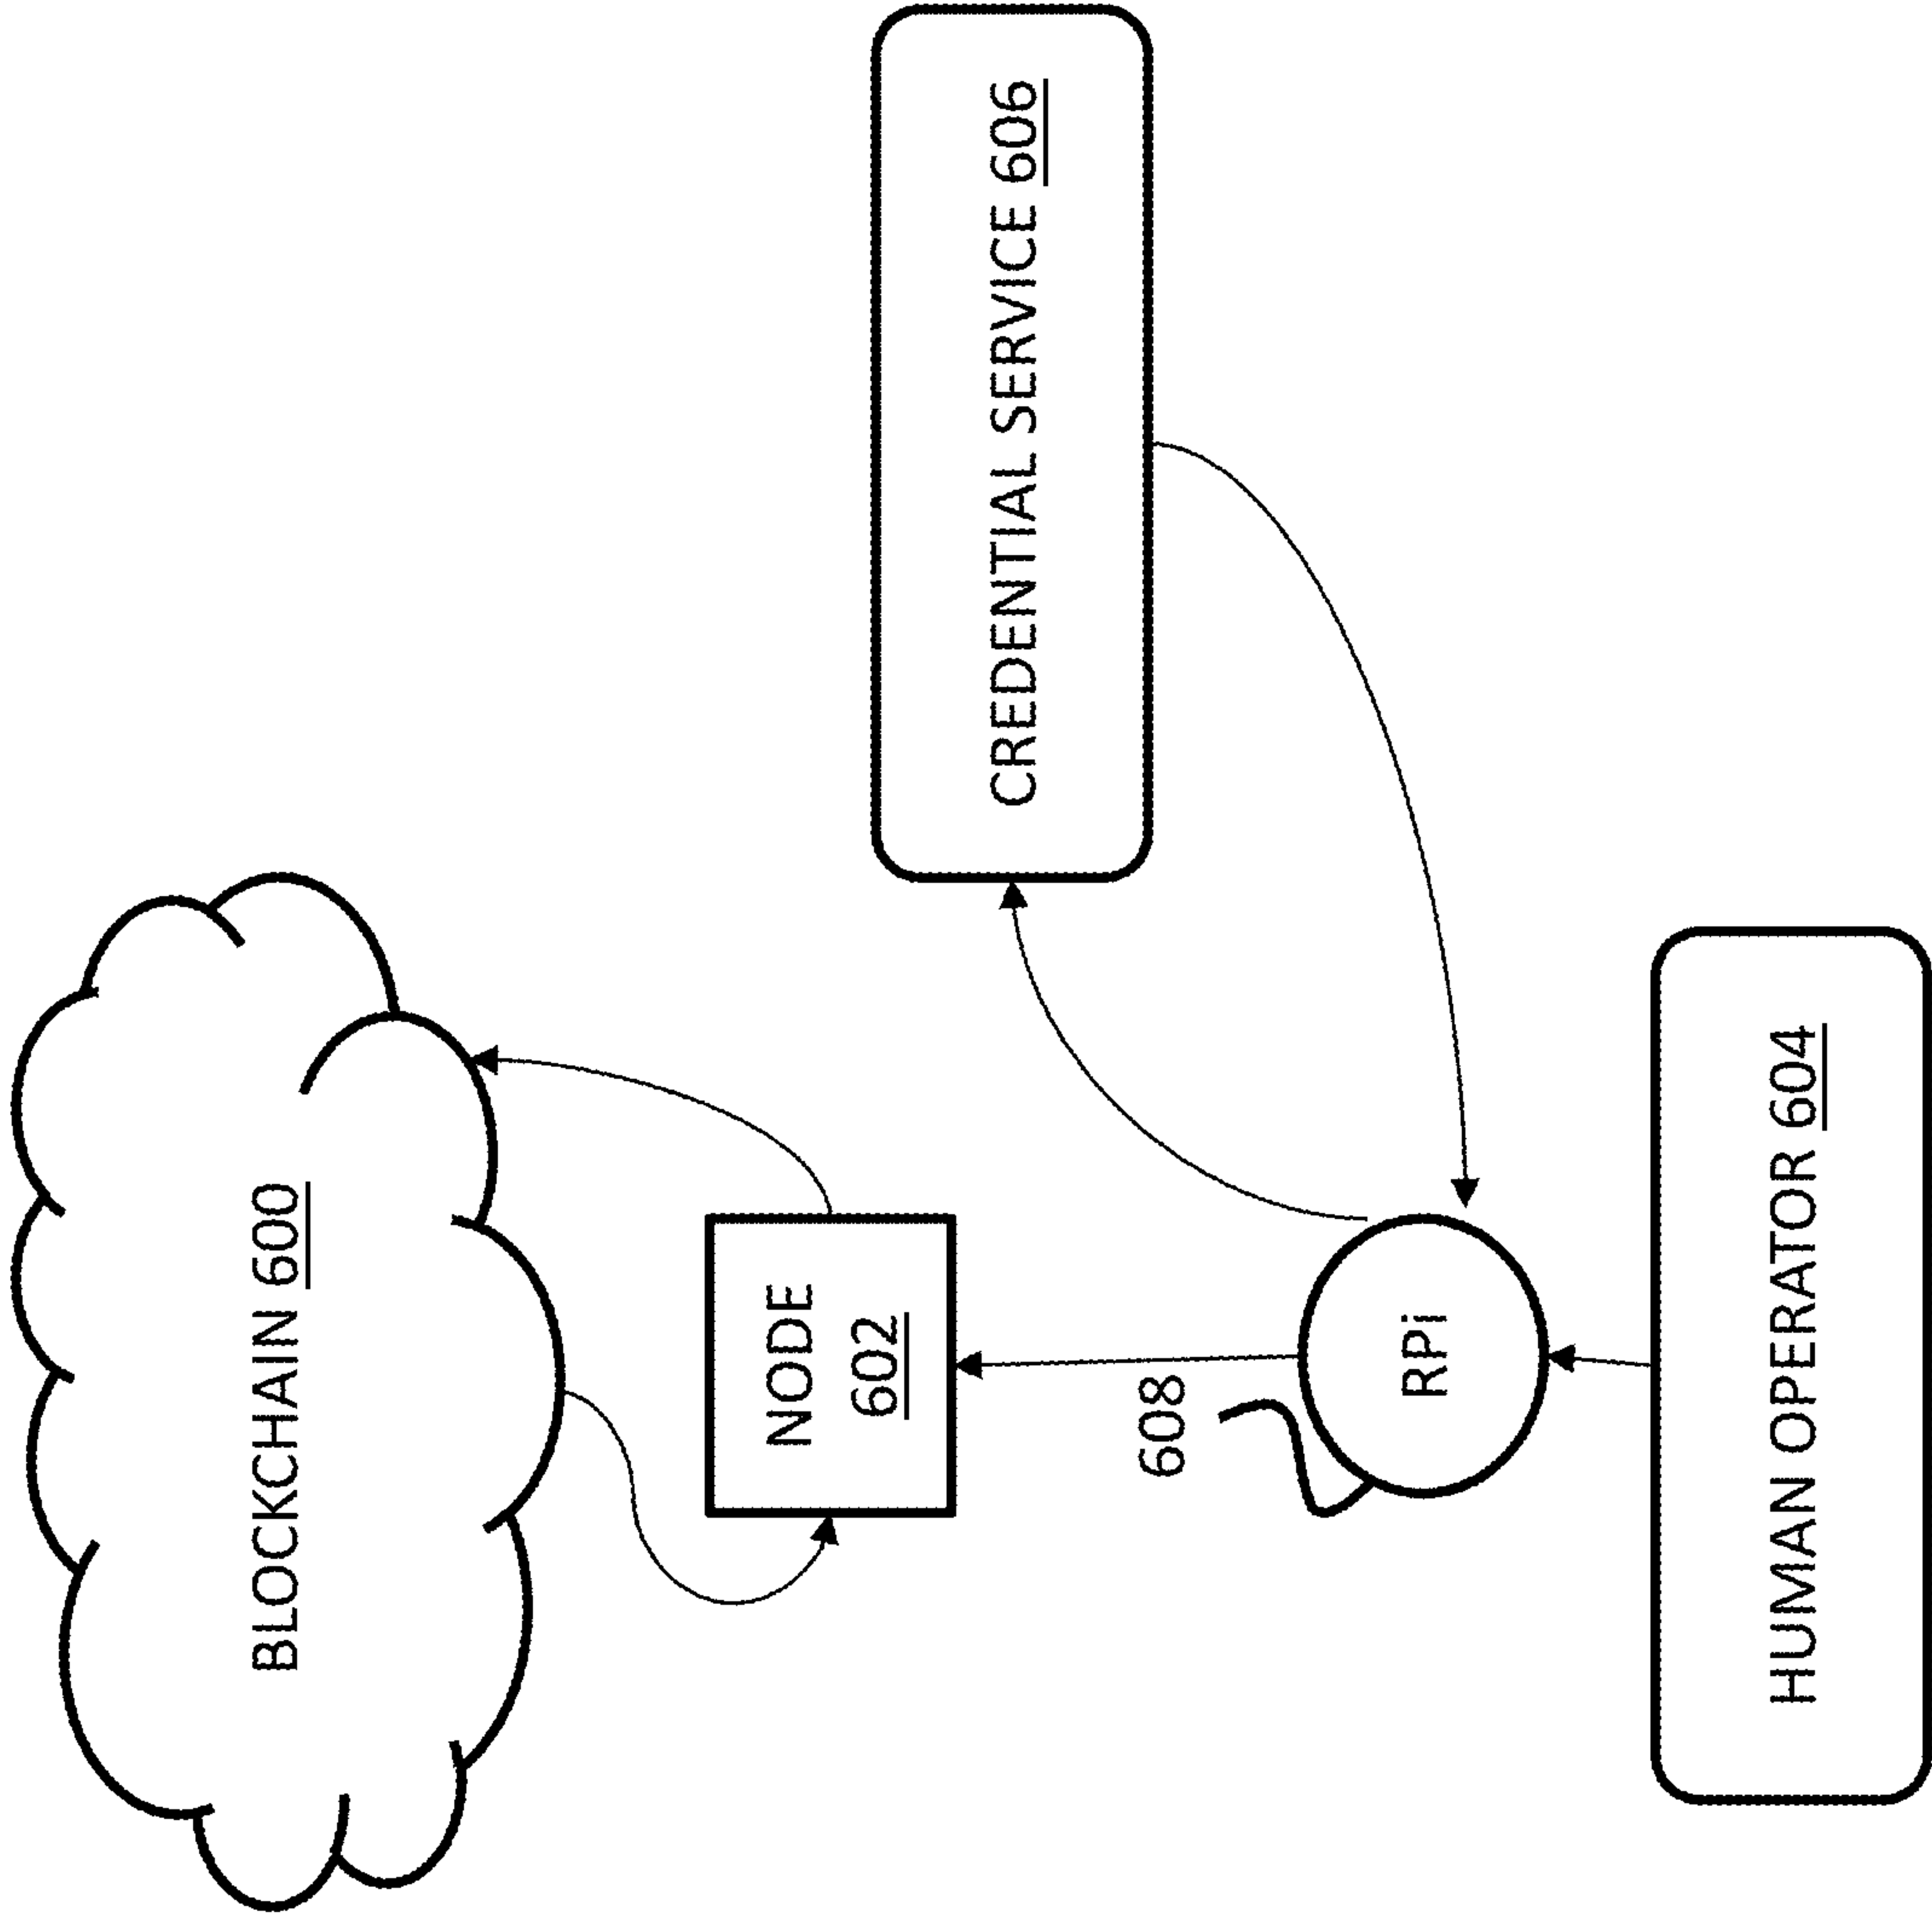 BLOCKCHAIN 600
NODE
602
608
RPi
CREDENTIAL SERVICE 606
HUMAN OPERATOR 604